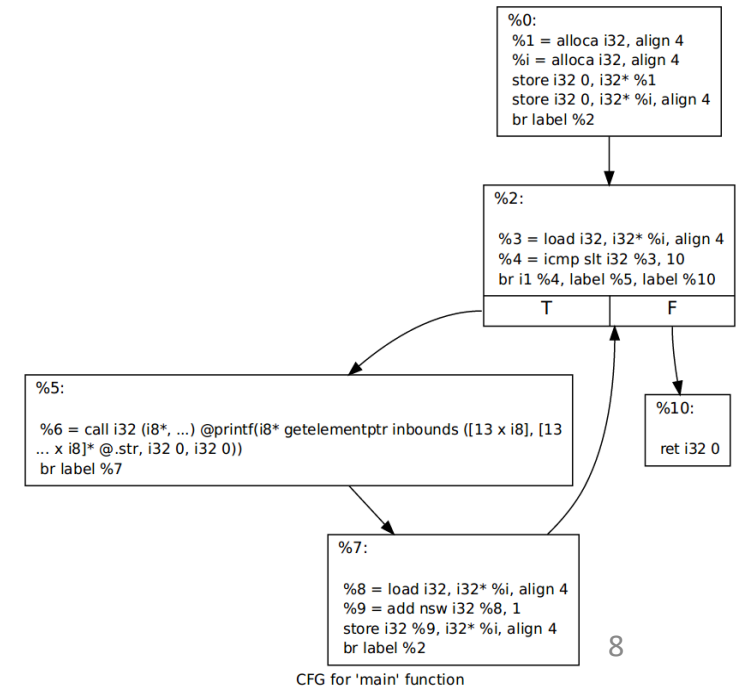 %0:
%1 = alloca i32, align 4
%i = alloca i32, align 4
store i32 0, i32* %1
store i32 0, i32* %i, align 4
br label %2
%2:
%3 = load i32, i32* %i, align 4
%4 = icmp slt i32 %3, 10
br i1 %4, label %5, label %10
T
F
%5:
%6 = call i32 (i8*, ...) @printf(i8* getelementptr inbounds ([13 x i8], [13
... x i8]* @.str, i32 0, i32 0))
br label %7
%10:
ret i32 0
%7:
%8 = load i32, i32* %i, align 4
%9 = add nsw i32 %8, 1
store i32 %9, i32* %i, align 4
br label %2
8
CFG for 'main' function